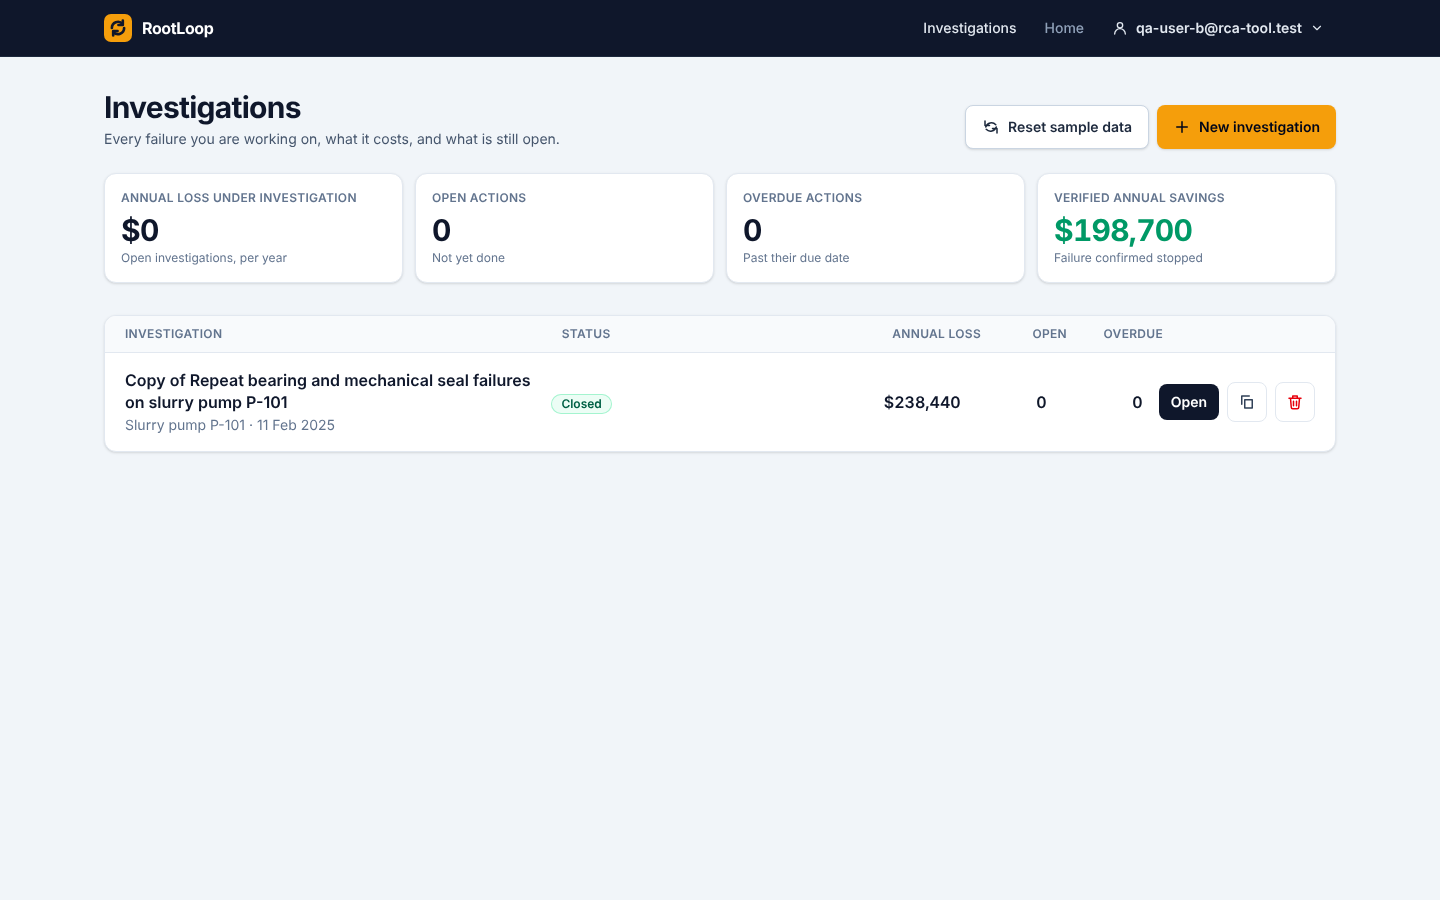 RootLoop
Investigations
Home
qa-user-b@rca-tool.test
Investigations
Every failure you are working on, what it costs, and what is still open.
Reset sample data
New investigation
ANNUAL LOSS UNDER INVESTIGATION
$0
Open investigations, per year
OPEN ACTIONS
0
Not yet done
OVERDUE ACTIONS
0
Past their due date
VERIFIED ANNUAL SAVINGS
$198,700
Failure confirmed stopped
INVESTIGATION STATUS ANNUAL LOSS OPEN OVERDUE
Copy of Repeat bearing and mechanical seal failures
on slurry pump P-101
Slurry pump P-101 · 11 Feb 2025
Closed
$238,440
0
0
Open